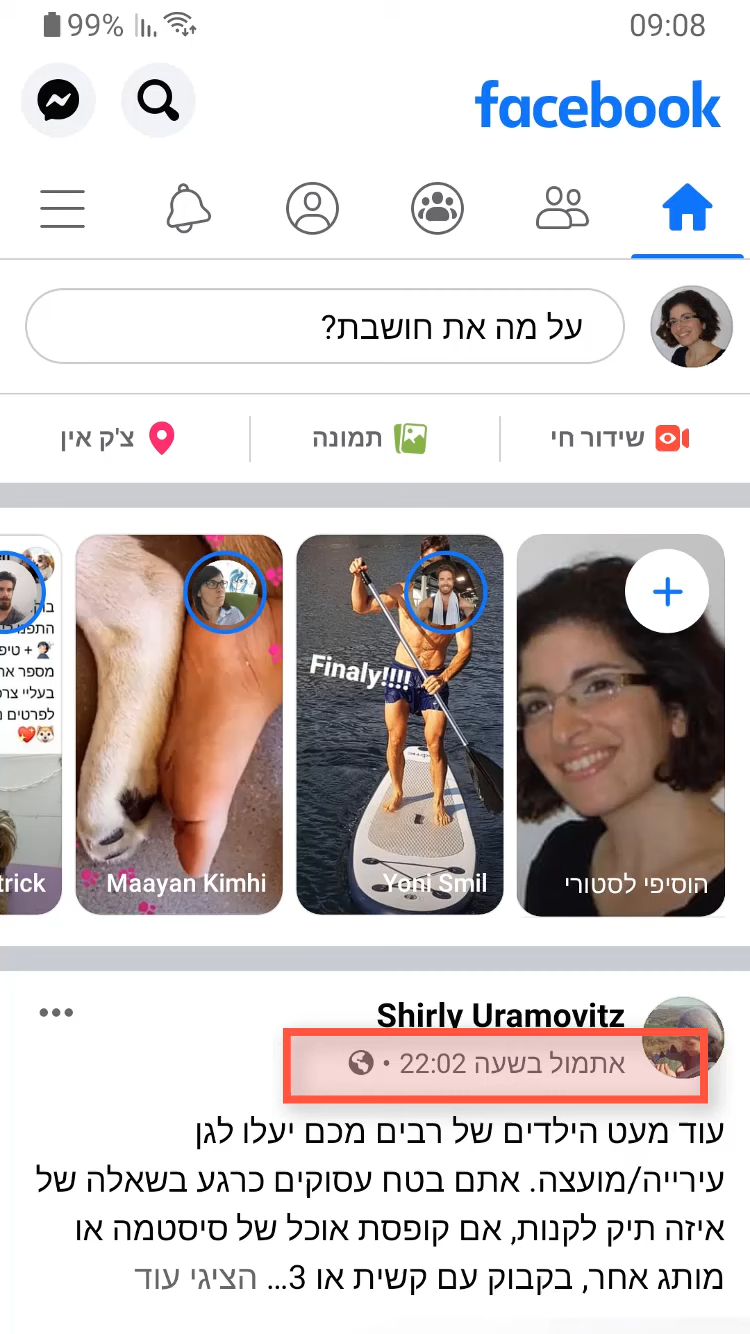 99%
09:08
facebook
על מה את חושבת?
שידור חי
תמונה
צ'ק אין
Finaly!!!!
הוסיפי לסטורי
Yoni Smil
Maayan Kimhi
trick
+ טיפ
מספר
לפרטים
Shirly Uramovitz
אתמול בשעה 22:02 •
עוד מעט הילדים של רבים מכם יעלו לגן
עירייה/מועצה. אתם בטח עסוקים כרגע בשאלה של
איזה תיק לקנות, אם קופסת אוכל של סיסטמה או
מותג אחר, בקבוק עם קשית או 3... הציגי עוד